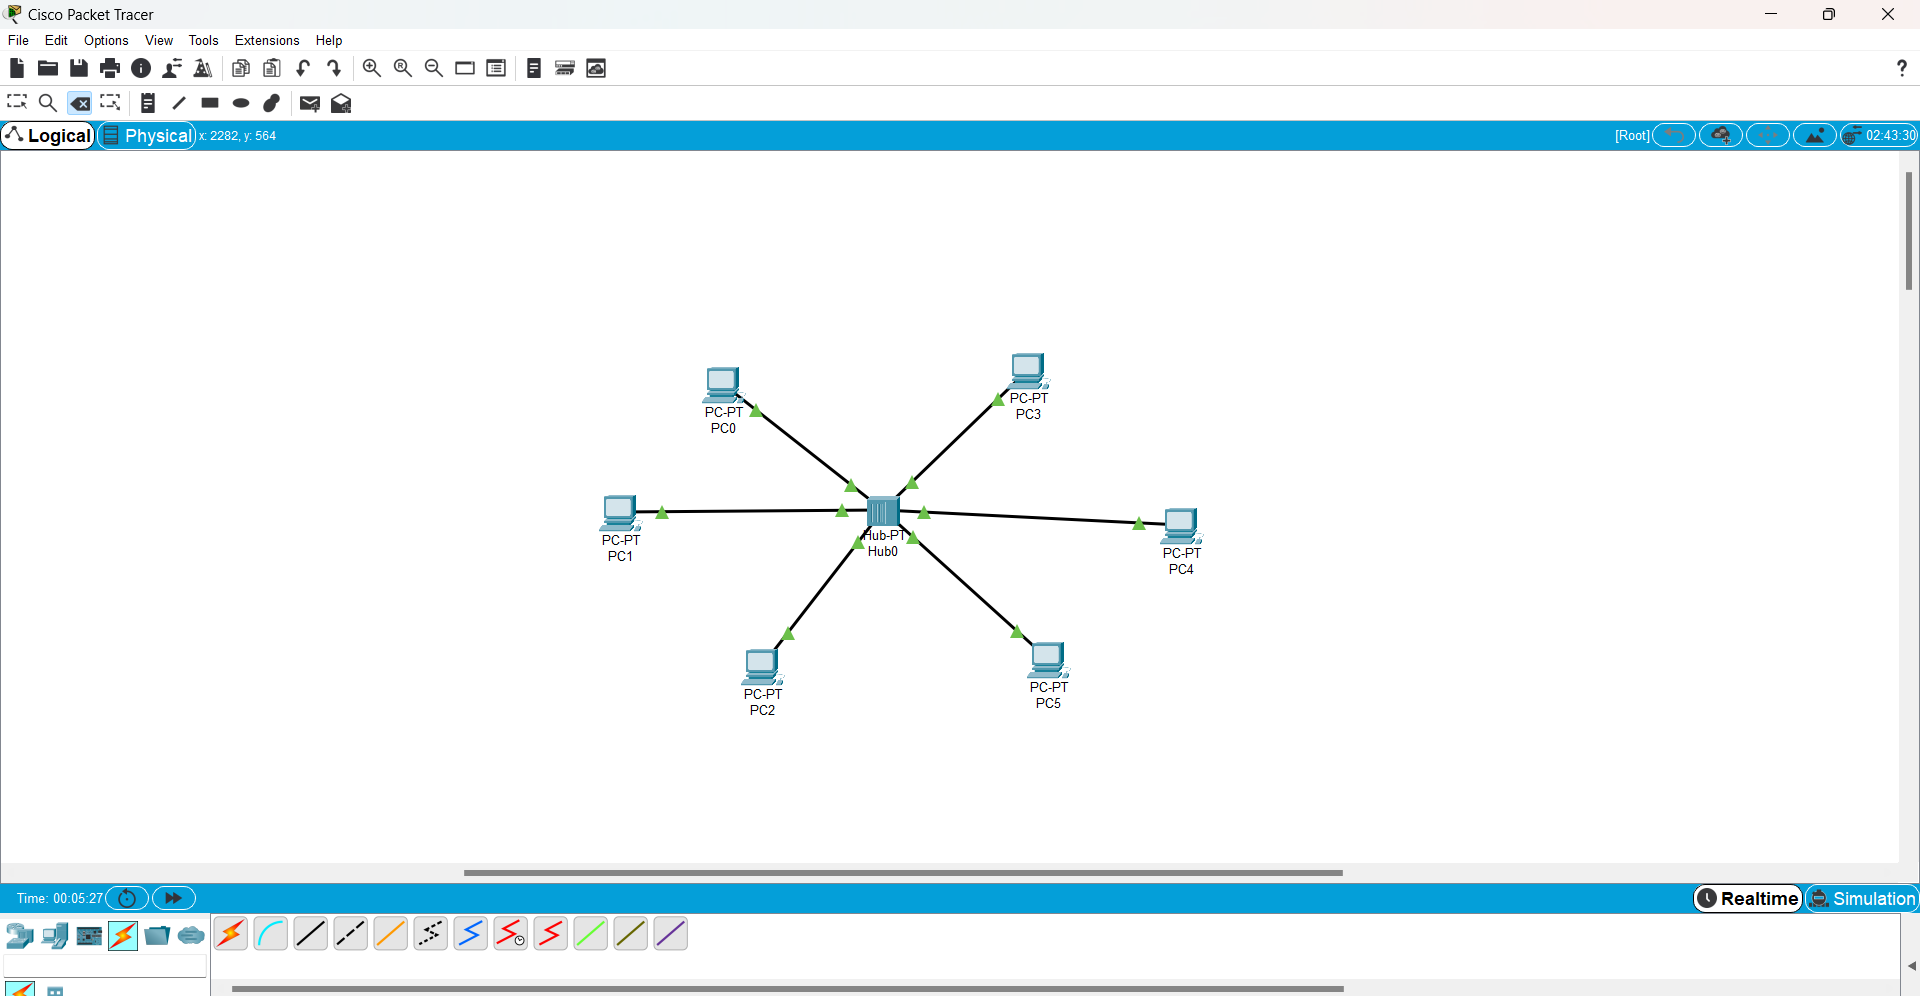 Cisco Packet Tracer
File Edit Options View Tools Extensions Help
Logical Physical x: 2282, y: 564 [Root] 02:43:30
PC-PT
PC3
PC-PT
PC0
PC-PT
PC1
Hub-PT
Hub0
PC-PT
PC4
PC-PT
PC2
PC-PT
PC5
Time: 00:05:27 Realtime Simulation